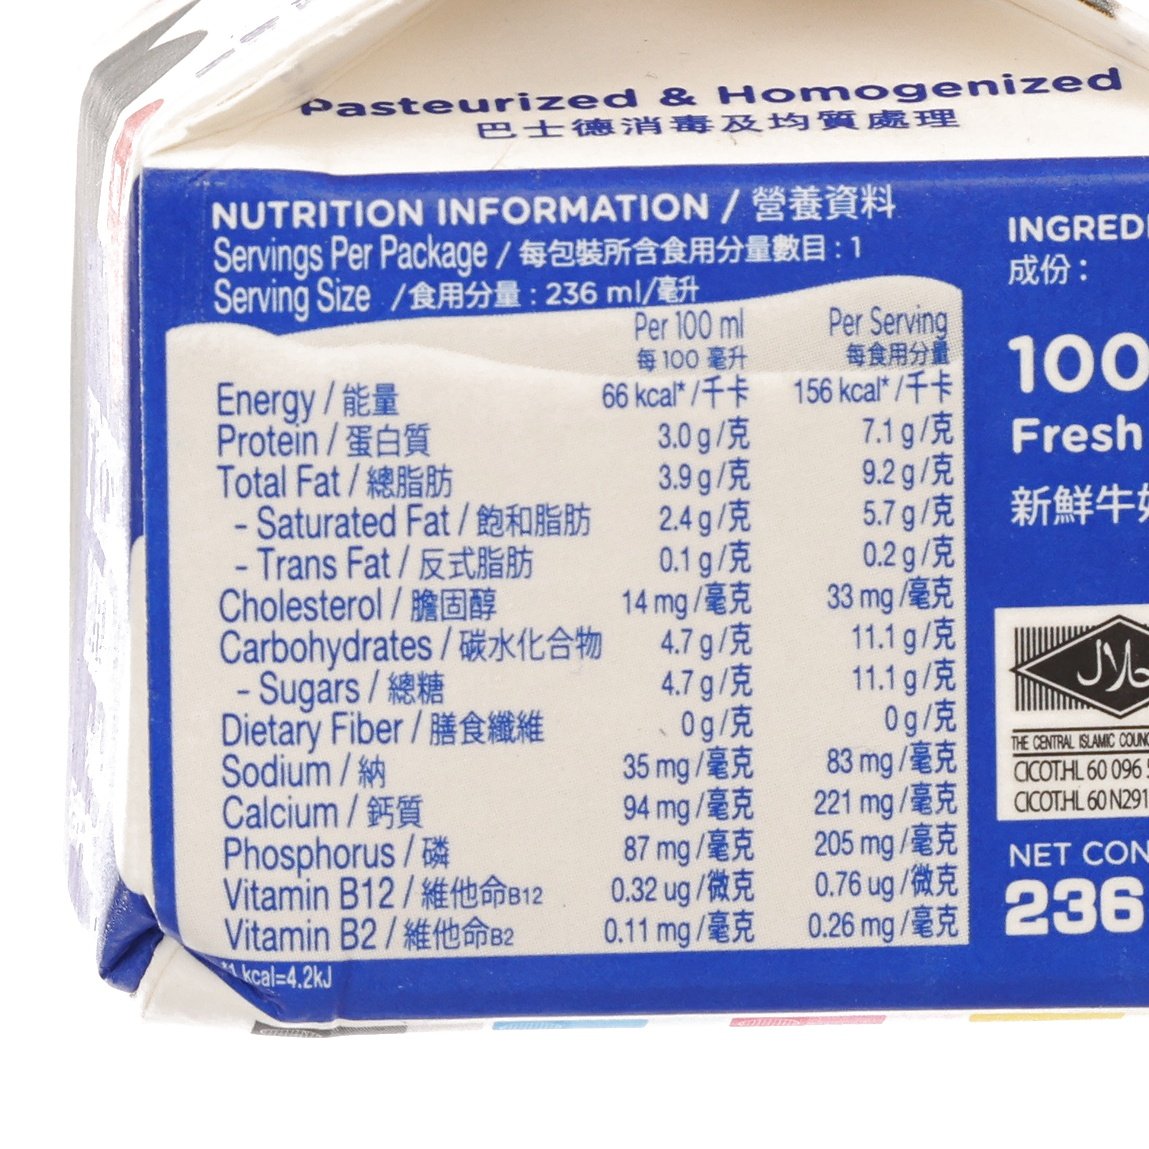 Pasteurized & Homogenized
巴士德消毒及均質處理
NUTRITION INFORMATION / 營養資料
Servings Per Package / 每包裝所含食用分量數目 : 1
Serving Size / 食用分量 : 236 ml/毫升
Per 100 ml Per Serving
每 100 毫升 每食用分量
Energy / 能量 66 kcal* /千卡 156 kcal* /千卡
Protein / 蛋白質 3.0 g /克 7.1 g /克
Total Fat / 總脂肪 3.9 g /克 9.2 g /克
- Saturated Fat / 飽和脂肪 2.4 g /克 5.7 g /克
- Trans Fat / 反式脂肪 0.1 g /克 0.2 g /克
Cholesterol / 膽固醇 14 mg /毫克 33 mg /毫克
Carbohydrates / 碳水化合物 4.7 g /克 11.1 g /克
- Sugars / 總糖 4.7 g /克 11.1 g /克
Dietary Fiber / 膳食纖維 0 g /克 0 g /克
Sodium / 納 35 mg /毫克 83 mg /毫克
Calcium / 鈣質 94 mg /毫克 221 mg /毫克
Phosphorus / 磷 87 mg /毫克 205 mg /毫克
Vitamin B12 / 維他命B12 0.32 ug /微克 0.76 ug /微克
Vitamin B2 / 維他命B2 0.11 mg /毫克 0.26 mg /毫克
*1 kcal=4.2kJ
INGREDI
成份 :
100
Fresh
新鮮牛
THE CENTRAL ISLAMIC COUNC
CICOT.HL 60 096
CICOT.HL 60 N291
NET CON
236